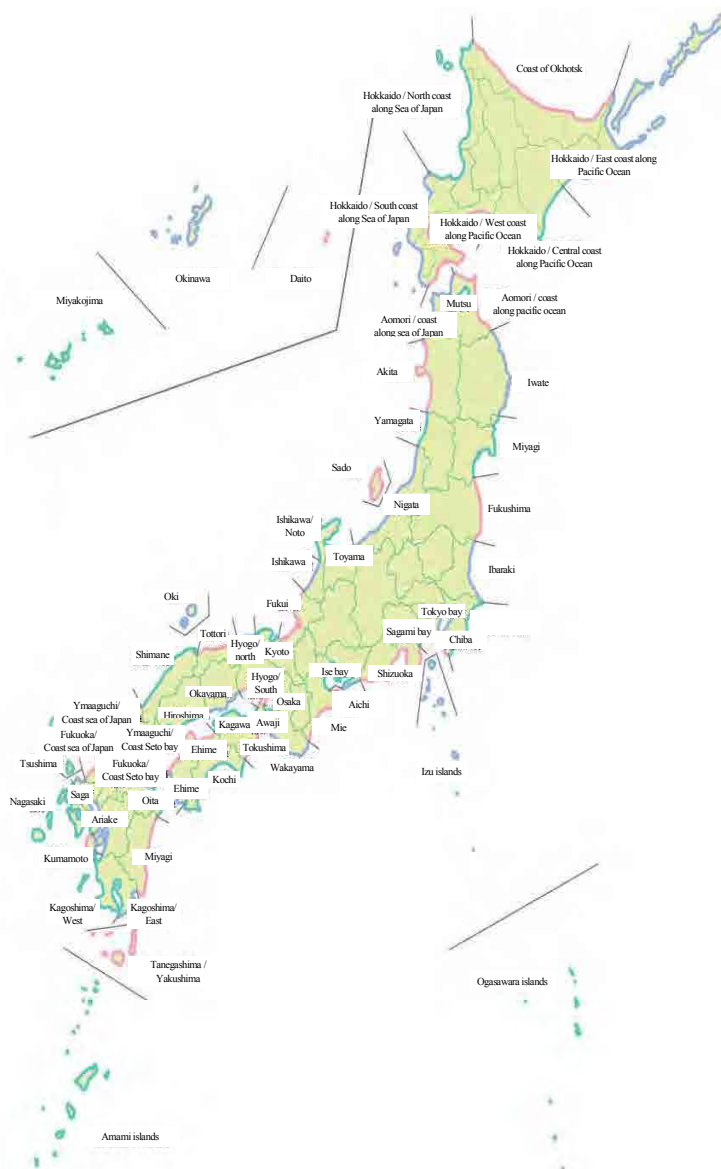 Coast of Okhotsk
Hokkaido / North coast
along Sea of Japan
Hokkaido / East coast along
Pacific Ocean
Hokkaido / South coast
along Sea of Japan
Hokkaido / West coast
along Pacific Ocean
Hokkaido / Central coast
along Pacific Ocean
Okinawa
Daito
Miyakojima
Mutsu
Aomori / coast
along pacific ocean
Aomori / coast
along sea of Japan
Akita
Iwate
Yamagata
Miyagi
Sado
Nigata
Fukushima
Ishikawa/
Noto
Toyama
Ishikawa
Ibaraki
Oki
Fukui
Tokyo bay
Sagami bay
Chiba
Tottori
Shimane
Hyogo/
north
Kyoto
Ise bay
Shizuoka
Hyogo/
South
Okayama
Osaka
Aichi
Ymaaguchi/
Coast sea of Japan
Hiroshima
Kagawa
Awaji
Mie
Fukuoka/
Coast sea of Japan
Ymaaguchi/
Coast Seto bay
Ehime
Tokushima
Wakayama
Tsushima
Fukuoka/
Coast Seto bay
Kochi
Izu islands
Ehime
Saga
Nagasaki
Oita
Ariake
Kumamoto
Miyagi
Kagoshima/
West
Kagoshima/
East
Tanegashima /
Yakushima
Ogasawara islands
Amami islands